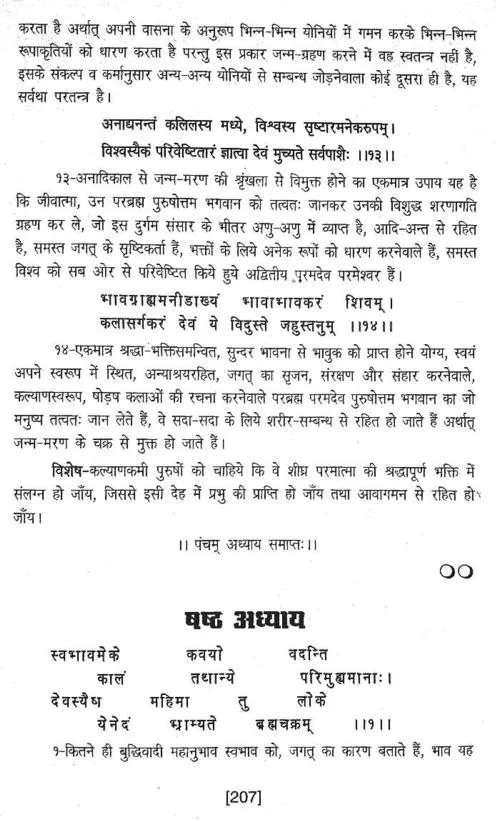 करता है अर्थात् अपनी वासना के अनुरूप भिन्न-भिन्न योनियों में गमन करके भिन्न-भिन्न
रूपाकृतियों को धारण करता है परन्तु इस प्रकार जन्म-ग्रहण करने में वह स्वतन्त्र नहीं है,
इसके संकल्प व कर्मानुसार अन्य-अन्य योनियों से सम्बन्ध जोड़नेवाला कोई दूसरा ही है, यह
सर्वथा परतन्त्र है।
अनाद्यनन्तं कलिलस्य मध्ये, विश्वस्य सृष्टारमनेकरुपम्।
विश्वस्यैकं परिवेष्टितारं ज्ञात्वा देवं मुच्यते सर्वपाशैः ।।१३।।
१३-अनादिकाल से जन्म-मरण की श्रृंखला से विमुक्त होने का एकमात्र उपाय यह है
कि जीवात्मा, उन परब्रह्म पुरुषोत्तम भगवान को तत्वतः जानकर उनकी विशुद्ध शरणागति
ग्रहण कर ले, जो इस दुर्गम संसार के भीतर अणु-अणु में व्याप्त है, आदि-अन्त से रहित
है, समस्त जगत् के सृष्टिकर्ता हैं, भक्तों के लिये अनेक रूपों को धारण करनेवाले हैं, समस्त
विश्व को सब ओर से परिवेष्टित किये हुये अद्वितीय परमदेव परमेश्वर हैं।
भावग्राह्यमनीडाख्यं भावाभावकरं शिवम्।
कलासर्गकरं देवं ये विदुस्ते जहुस्तनुम् ।।१४।।
१४-एकमात्र श्रद्धा-भक्तिसमन्वित, सुन्दर भावना से भावुक को प्राप्त होने योग्य, स्वयं
अपने स्वरूप में स्थित, अन्याश्रयरहित, जगत् का सृजन, संरक्षण और संहार करनेवाले,
कल्याणस्वरूप, षोड़ष कलाओं की रचना करनेवाले परब्रह्म परमदेव पुरुषोत्तम भगवान का जो
मनुष्य तत्वतः जान लेते हैं, वे सदा-सदा के लिये शरीर-सम्बन्ध से रहित हो जाते हैं अर्थात्
जन्म-मरण के चक्र से मुक्त हो जाते हैं।
विशेष-कल्याणकमी पुरुषों को चाहिये कि वे शीघ्र परमात्मा की श्रद्धापूर्ण भक्ति में
संलग्न हो जाँय, जिससे इसी देह में प्रभु की प्राप्ति हो जाँय तथा आवागमन से रहित हो
जाँय।
।। पंचम् अध्याय समाप्तः।।
षष्ठ अध्याय
स्वभावमेके कवयो वदन्ति
कालं तथान्ये परिमुह्यमानाः।
देवस्यैष महिमा तु लोके
येनेदं भ्राम्यते ब्रह्मचक्रम् ।।१।।
१-कितने ही बुद्धिवादी महानुभाव स्वभाव को, जगत् का कारण बताते हैं, भाव यह
[207]